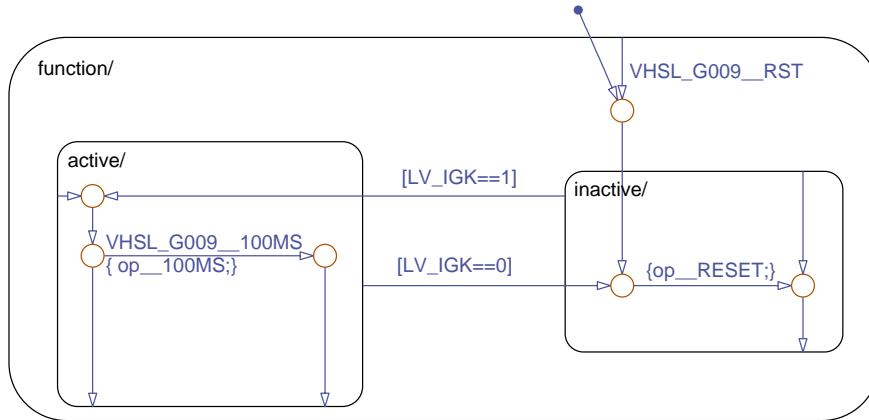 function/
VHSL_G009__RST
active/
[LV_IGK==1]
inactive/
VHSL_G009__100MS
{ op__100MS;}
[LV_IGK==0]
{op__RESET;}